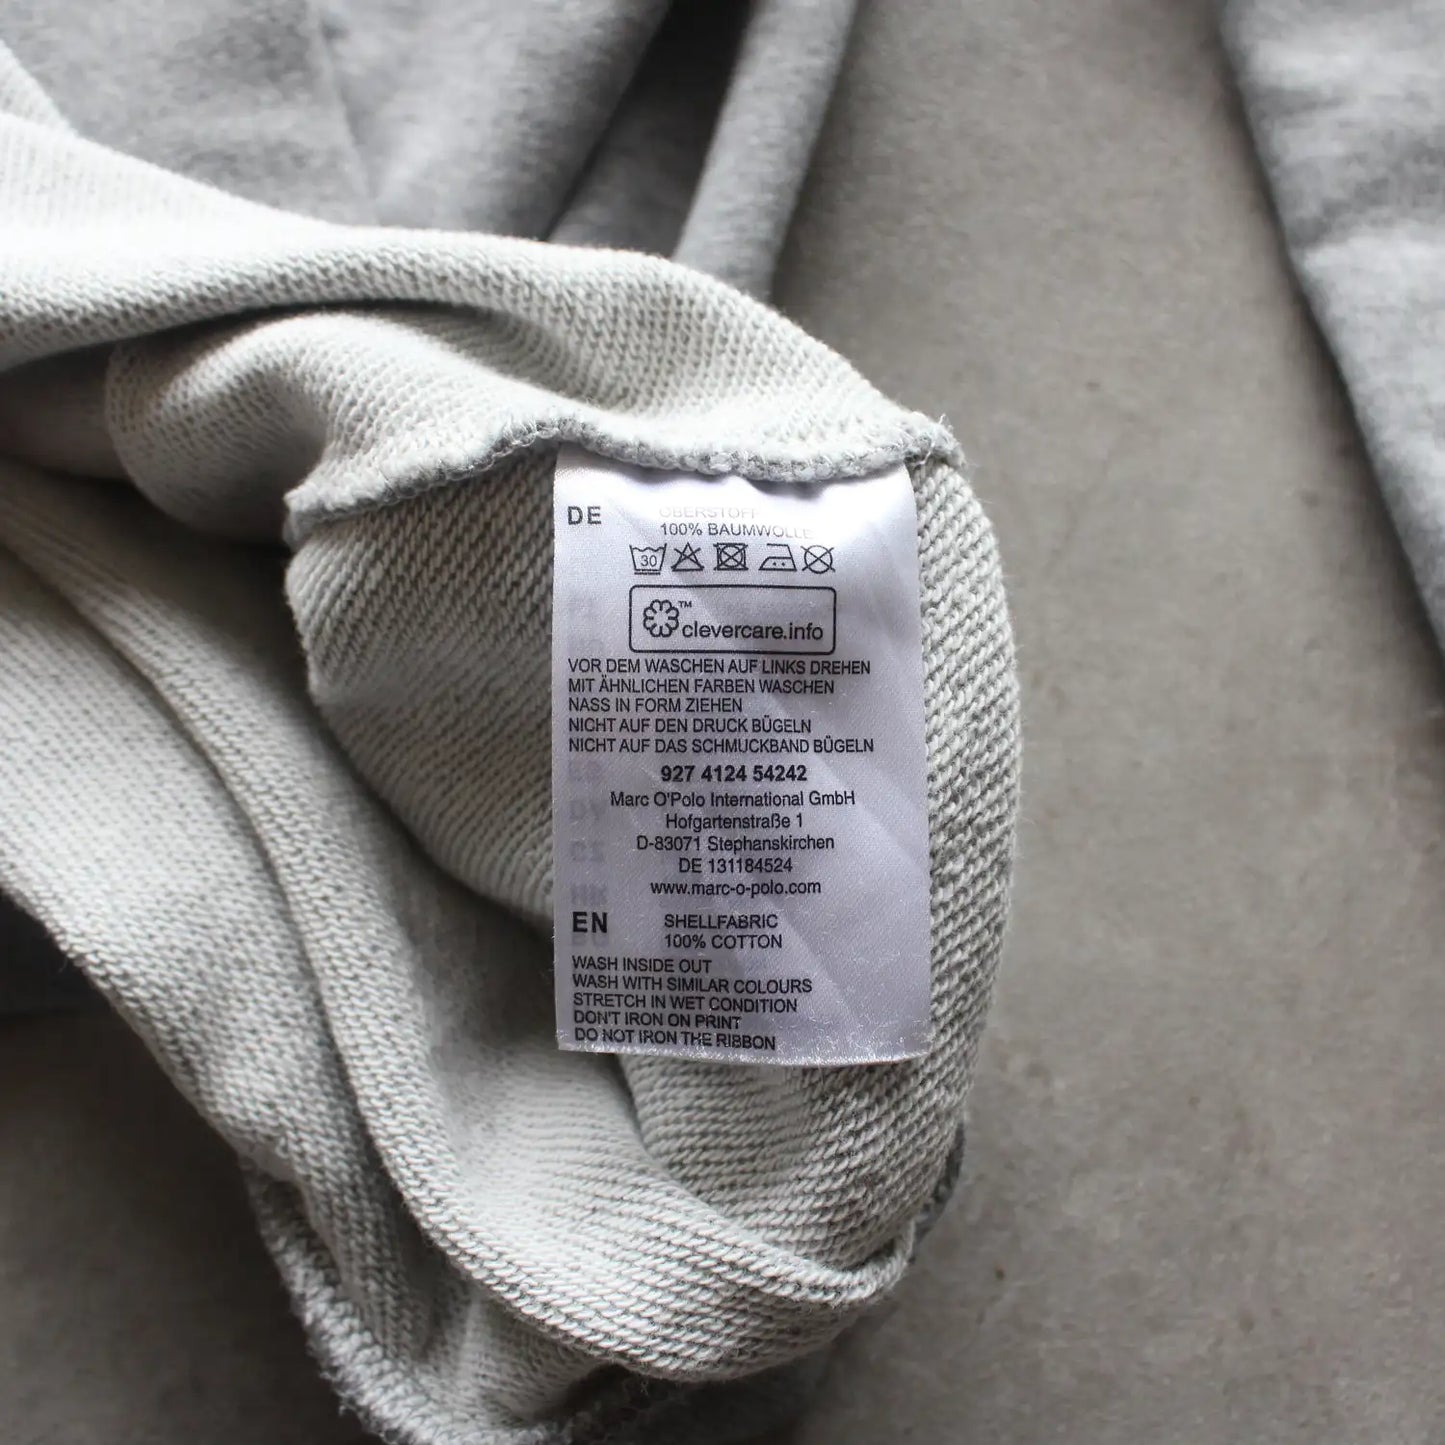 DE OBERSTOFF
100% BAUMWOLLE
30
™
clevercare.info
VOR DEM WASCHEN AUF LINKS DREHEN
MIT ÄHNLICHEN FARBEN WASCHEN
NASS IN FORM ZIEHEN
NICHT AUF DEN DRUCK BÜGELN
NICHT AUF DAS SCHMUCKBAND BÜGELN
927 4124 54242
Marc O'Polo International GmbH
Hofgartenstraße 1
D-83071 Stephanskirchen
DE 131184524
www.marc-o-polo.com
EN SHELLFABRIC
100% COTTON
WASH INSIDE OUT
WASH WITH SIMILAR COLOURS
STRETCH IN WET CONDITION
DON'T IRON ON PRINT
DO NOT IRON THE RIBBON